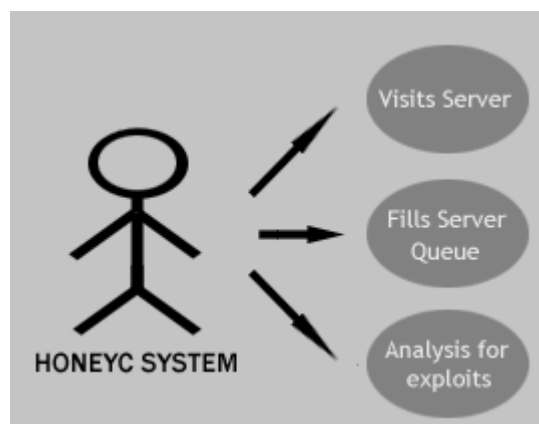 Visits Server
Fills Server
Queue
HONEYC SYSTEM
Analysis for
exploits